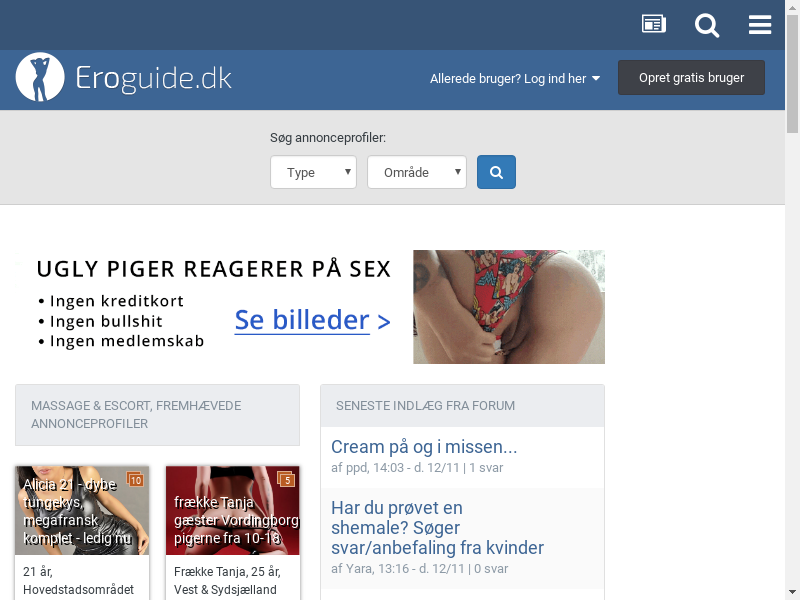 Eroguide.dk
Allerede bruger? Log ind her
Opret gratis bruger
Søg annonceprofiler:
Type
Område
UGLY PIGER REAGERER PÅ SEX
• Ingen kreditkort
• Ingen bullshit
• Ingen medlemskab
Se billeder >
MASSAGE & ESCORT, FREMHÆVEDE
ANNONCEPROFILER
10
Alicia 21 - dybe
tungekys,
megafransk
komplet - ledig nu
21 år,
Hovedstadsområdet
5
frække Tanja
gæster Vordingborg
pigerne fra 10-18
Frække Tanja, 25 år,
Vest & Sydsjælland
SENESTE INDLÆG FRA FORUM
Cream på og i missen...
af ppd, 14:03 - d. 12/11 | 1 svar
Har du prøvet en
shemale? Søger
svar/anbefaling fra kvinder
af Yara, 13:16 - d. 12/11 | 0 svar